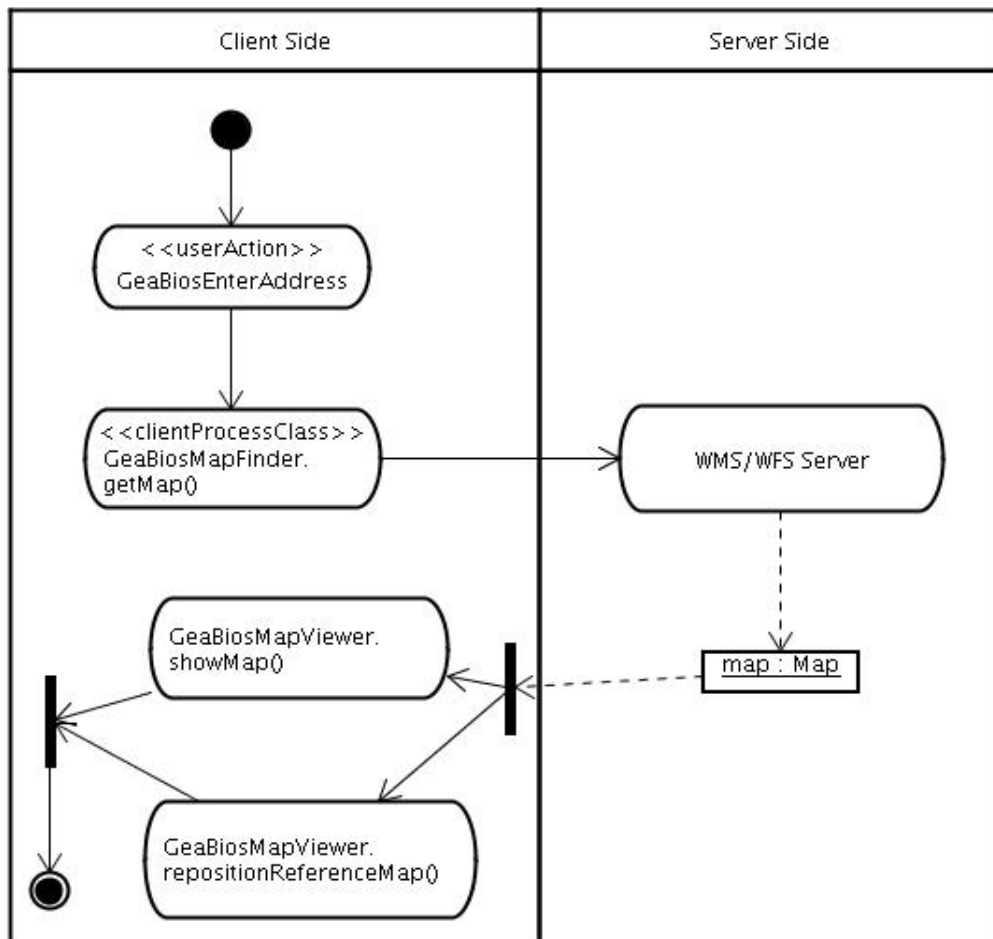 Client Side
Server Side
<<userAction>>
GeaBiosEnterAddress
<<clientProcessClass>>
GeaBiosMapFinder.
getMap()
WMS/WFS Server
GeaBiosMapViewer.
showMap()
map : Map
GeaBiosMapViewer.
repositionReferenceMap()